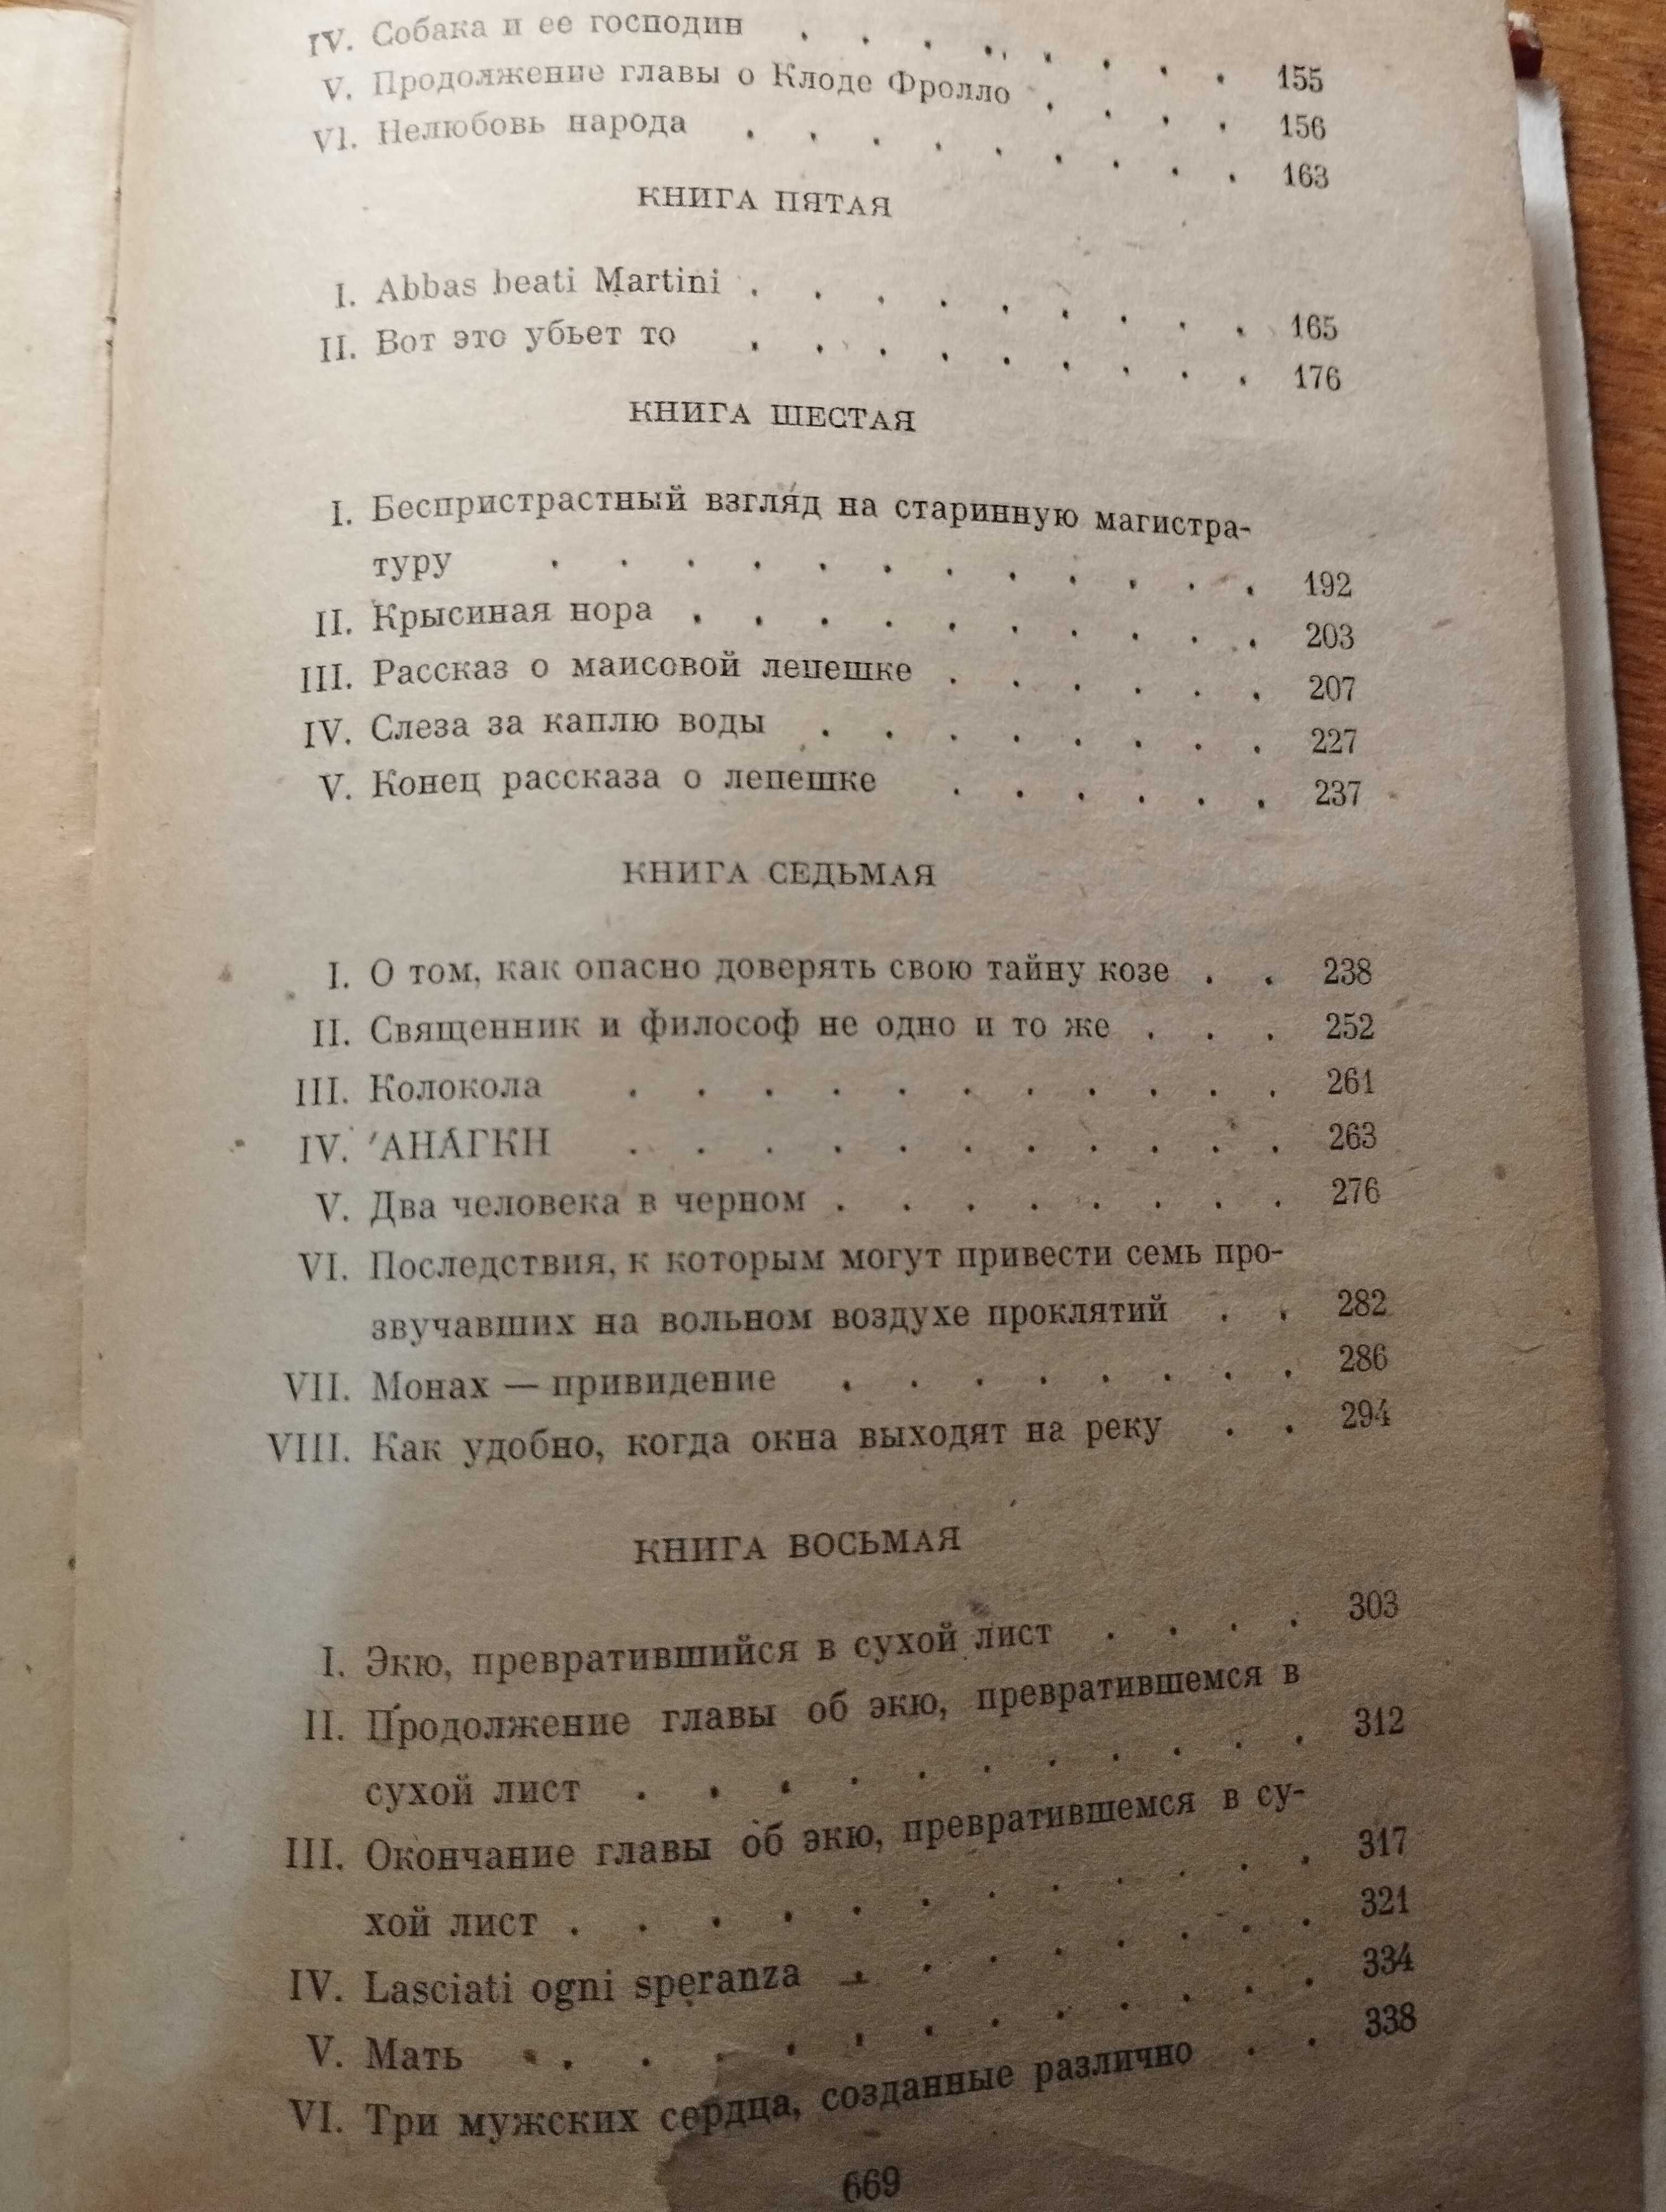 IV. Собака и ее господин . . . . . . . . 155
V. Продолжение главы о Клоде Фролло . . . . 156
VI. Нелюбовь народа . . . . . . . . . 163
КНИГА ПЯТАЯ
I. Abbas beati Martini . . . . . . . . . 165
II. Вот это убьет то . . . . . . . . . 176
КНИГА ШЕСТАЯ
I. Беспристрастный взгляд на старинную магистра-
туру . . . . . . . . . . . . 192
II. Крысиная нора . . . . . . . . . . 203
III. Рассказ о маисовой лепешке . . . . . . 207
IV. Слеза за каплю воды . . . . . . . . 227
V. Конец рассказа о лепешке . . . . . . 237
КНИГА СЕДЬМАЯ
I. О том, как опасно доверять свою тайну козе . . 238
II. Священник и философ не одно и то же . . . 252
III. Колокола . . . . . . . . . . . 261
IV. ʼΑΝΆΓΚΗ . . . . . . . . . . . 263
V. Два человека в черном . . . . . . . . 276
VI. Последствия, к которым могут привести семь про-
звучавших на вольном воздухе проклятий . . 282
VII. Монах — привидение . . . . . . . . 286
VIII. Как удобно, когда окна выходят на реку . . 294
КНИГА ВОСЬМАЯ
I. Экю, превратившийся в сухой лист . . . . 303
II. Продолжение главы об экю, превратившемся в
сухой лист . . . . . . . . . . . 312
III. Окончание главы об экю, превратившемся в су-
хой лист . . . . . . . . . . . . 317
IV. Lasciati ogni speranza . . . . . . . . 321
V. Мать . . . . . . . . . . . . 334
VI. Три мужских сердца, созданные различно . . 338
669